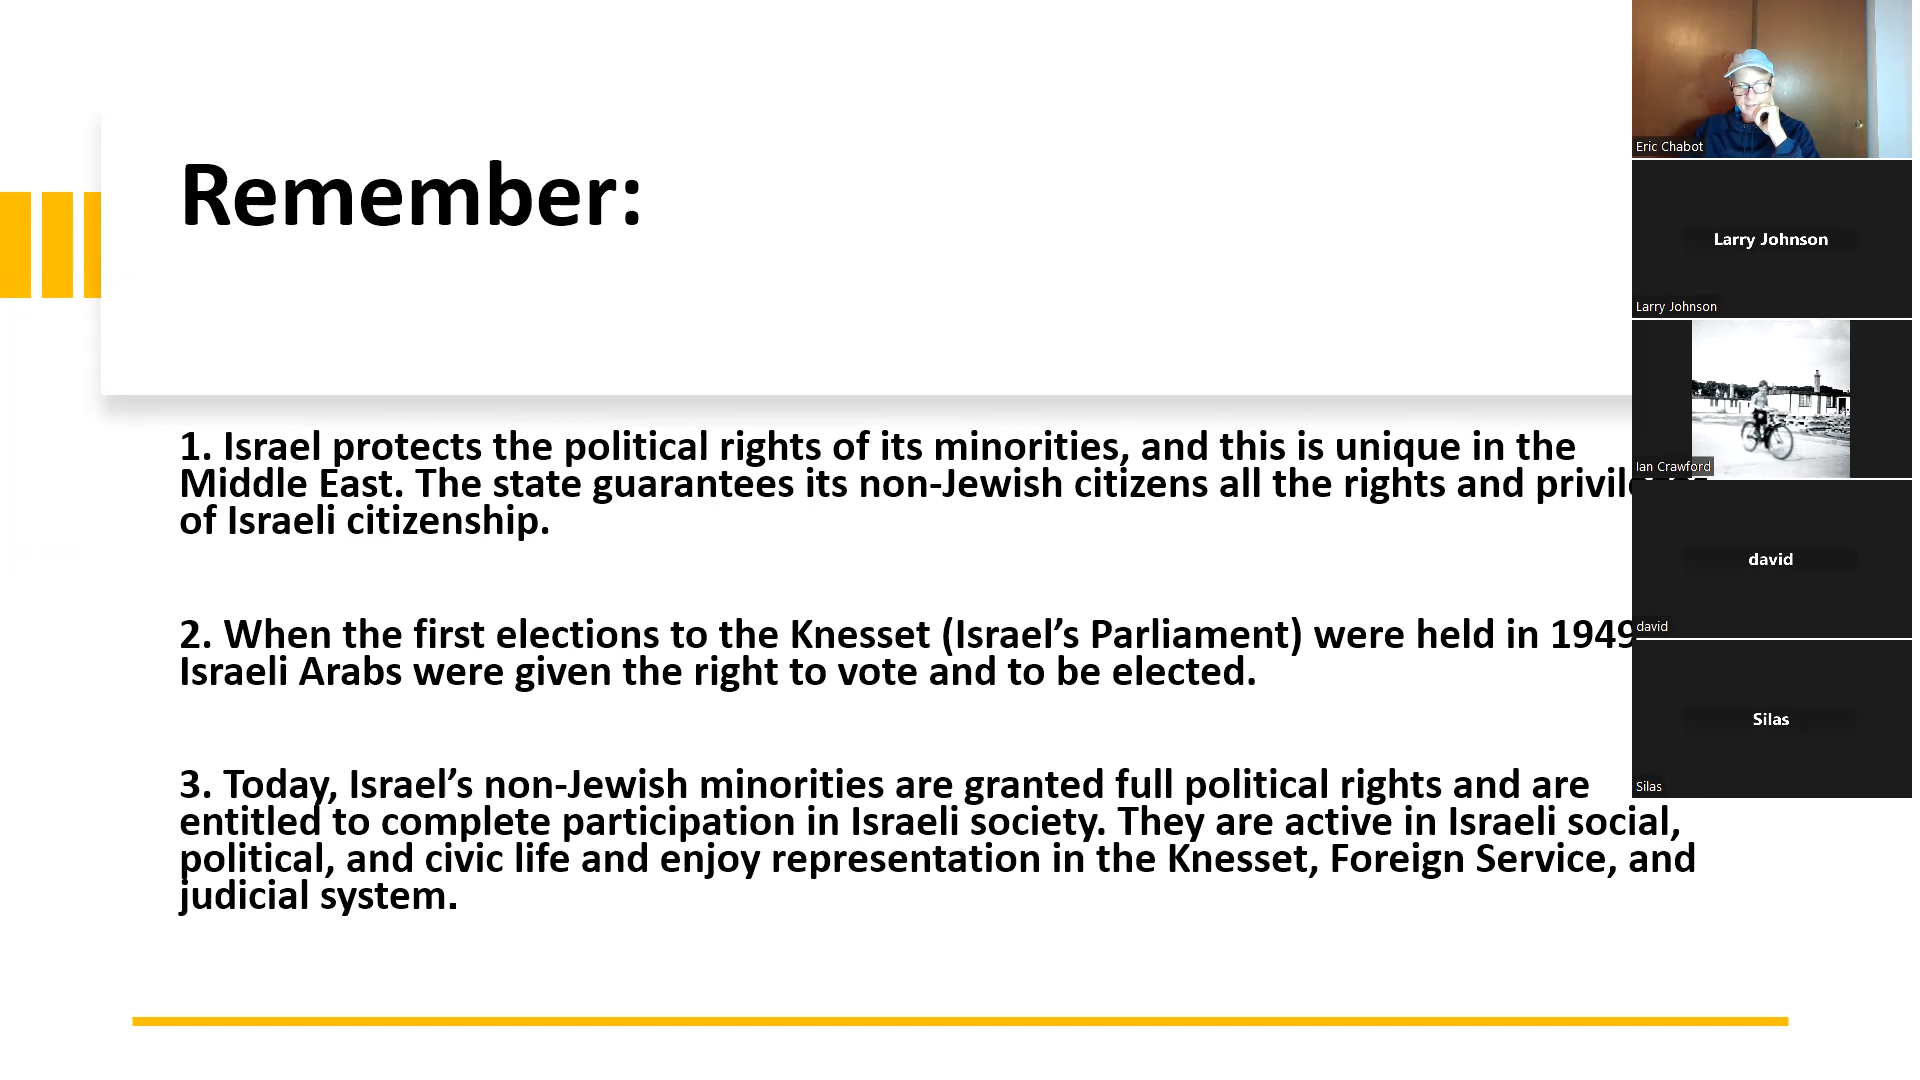 Remember:
1. Israel protects the political rights of its minorities, and this is unique in the
Middle East. The state guarantees its non-Jewish citizens all the rights and
of Israeli citizenship.
2. When the first elections to the Knesset (Israel’s Parliament) were held in 1949
Israeli Arabs were given the right to vote and to be elected.
3. Today, Israel’s non-Jewish minorities are granted full political rights and are
entitled to complete participation in Israeli society. They are active in Israeli social,
political, and civic life and enjoy representation in the Knesset, Foreign Service, and
judicial system.
Eric Chabot
Larry Johnson
Larry Johnson
Ian Crawford
david
david
Silas
Silas